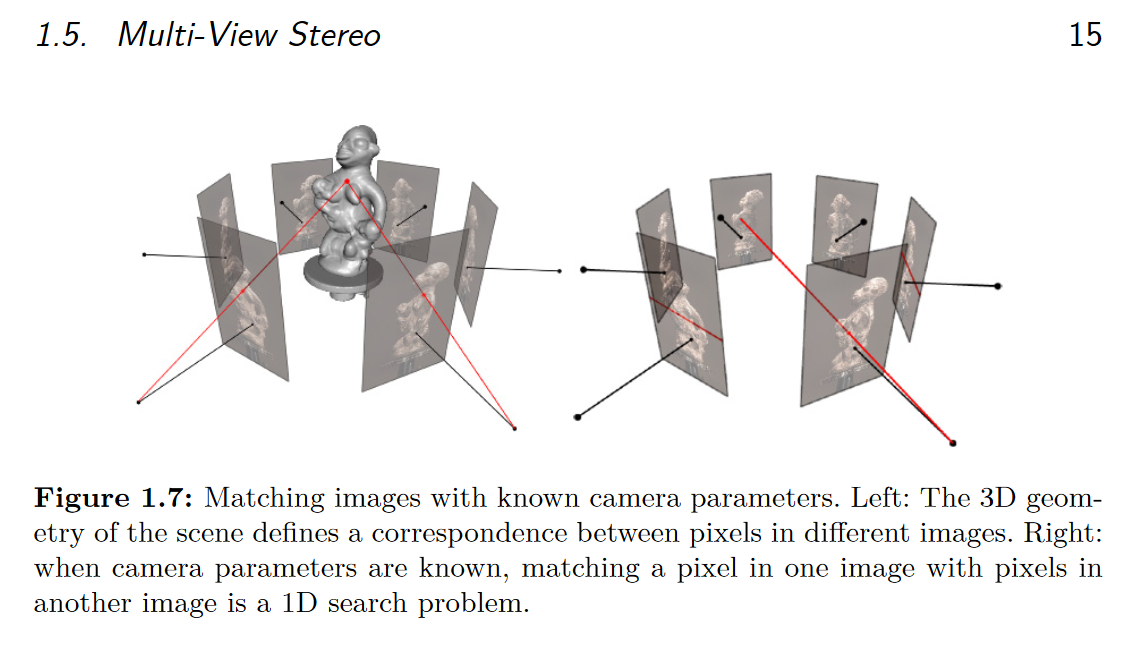 1.5. Multi-View Stereo 15
Figure 1.7: Matching images with known camera parameters. Left: The 3D geom-
etry of the scene defines a correspondence between pixels in different images. Right:
when camera parameters are known, matching a pixel in one image with pixels in
another image is a 1D search problem.